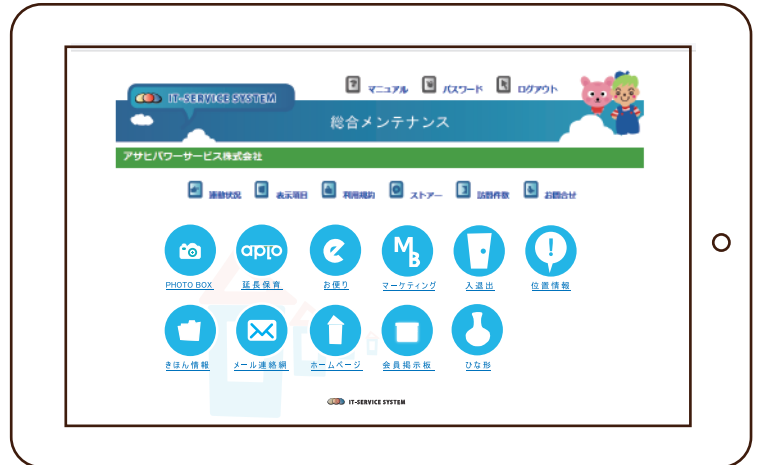 マニュアル パスワード ログアウト
IT-SERVICE SYSTEM
総合メンテナンス
アサヒパワーサービス株式会社
運動状況 表示項目 利用規約 ストアー 訪問件数 お問合せ
apio e MB !
PHOTO BOX 延長保育 お便り マーケティング 入退出 位置情報
きほん情報 メール連絡網 ホームページ 会員掲示板 ひな形
IT-SERVICE SYSTEM